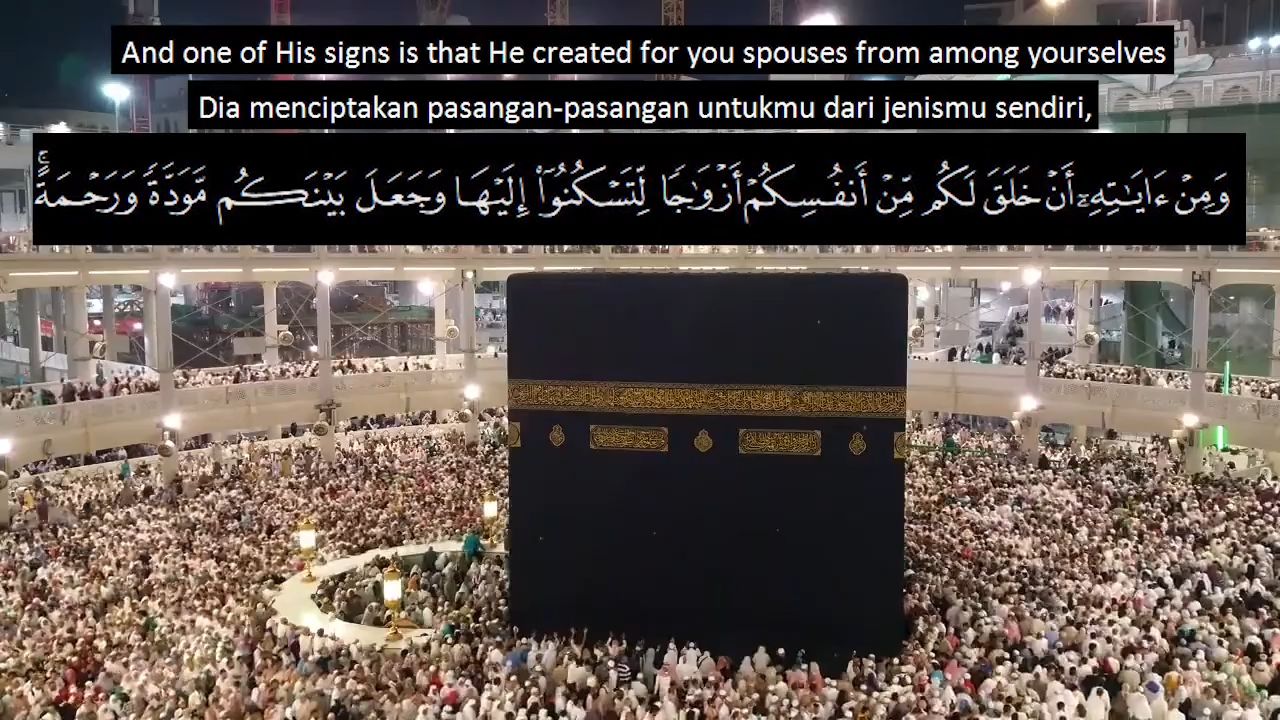 And one of His signs is that He created for you spouses from among yourselves
Dia menciptakan pasangan-pasangan untukmu dari jenismu sendiri,
وَمِنْ ءَايَـٰتِهِۦٓ أَنْ خَلَقَ لَكُم مِّنْ أَنفُسِكُمْ أَزْوَٰجًا لِّتَسْكُنُوٓا۟ إِلَيْهَا وَجَعَلَ بَيْنَكُم مَّوَدَّةً وَرَحْمَةً ۚ